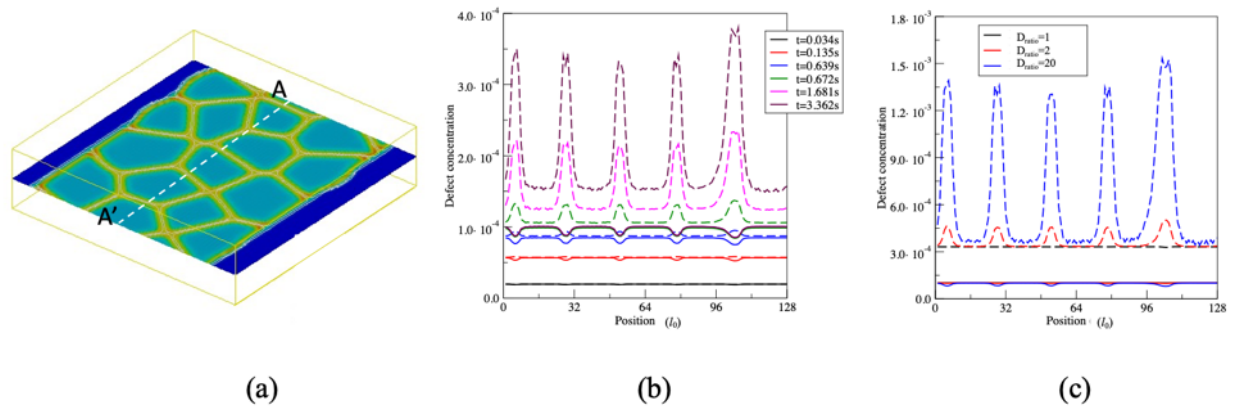 A
A'
4.0· 10⁻⁴
3.0· 10⁻⁴
2.0· 10⁻⁴
1.0· 10⁻⁴
0.0
Defect concentration
0
32
64
96
128
Position (l₀)
t=0.034s
t=0.135s
t=0.639s
t=0.672s
t=1.681s
t=3.362s
1.8· 10⁻³
1.5· 10⁻³
1.2· 10⁻³
9.0· 10⁻⁴
6.0· 10⁻⁴
3.0· 10⁻⁴
0.0
Defect concentration
0
32
64
96
128
Position (l₀)
D_ratio=1
D_ratio=2
D_ratio=20
(a)
(b)
(c)